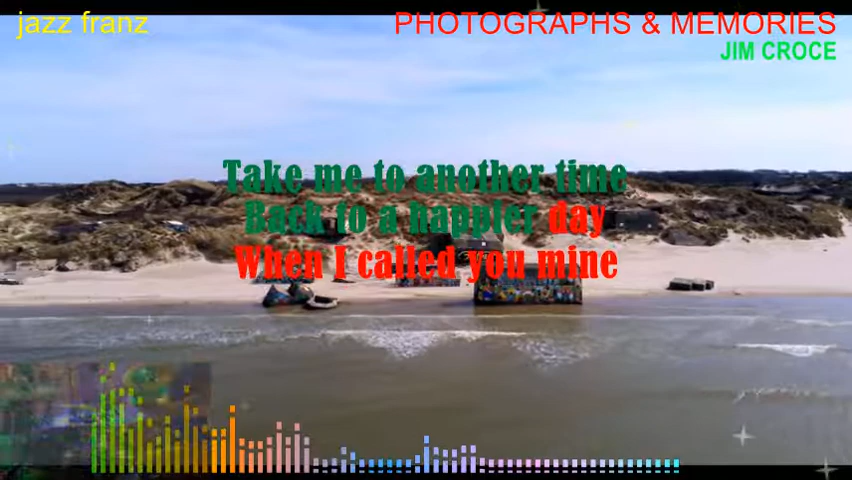 jazz franz
PHOTOGRAPHS & MEMORIES
JIM CROCE
Take me to another time
Back to a happier day
When I called you mine